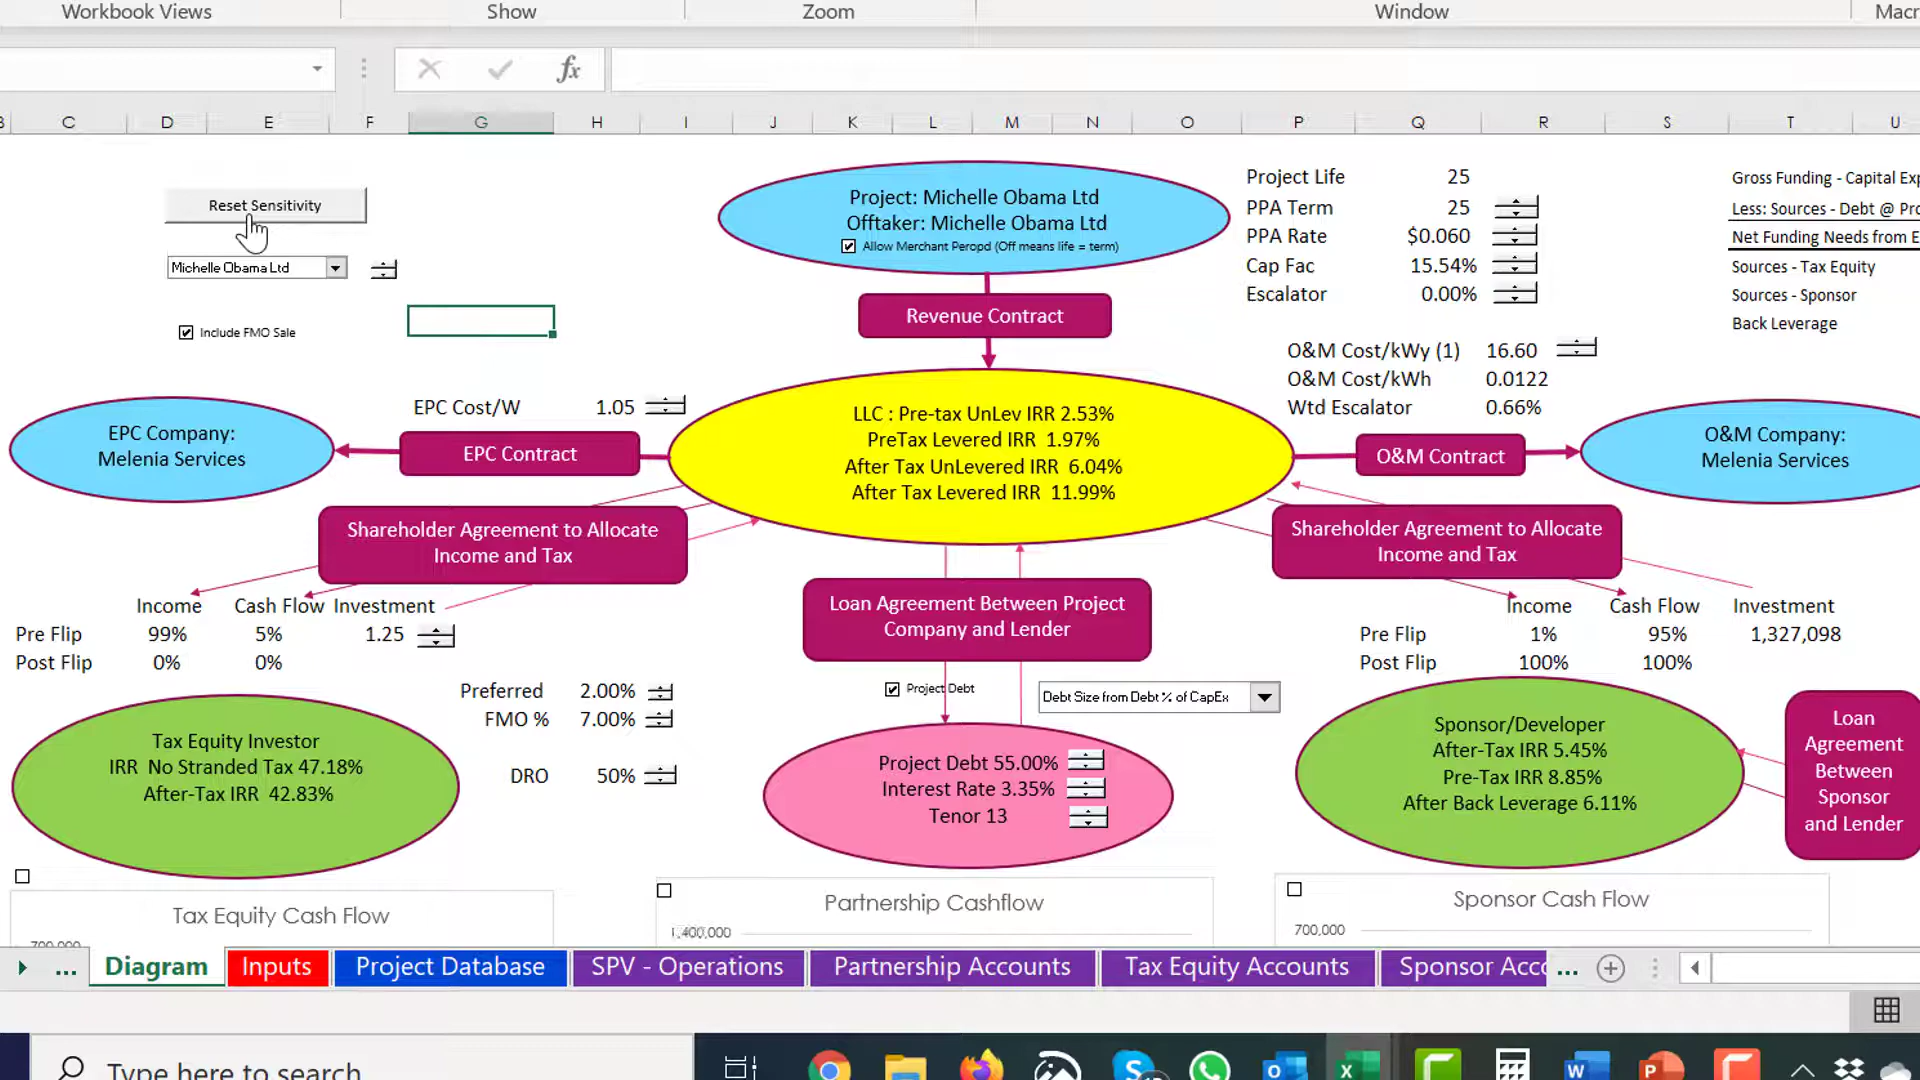 Workbook Views Show Zoom Window Macr
fx
B C D E F G H I J K L M N O P Q R S T U
Reset Sensitivity
Michelle Obama Ltd
Include FMO Sale
Project: Michelle Obama Ltd
Offtaker: Michelle Obama Ltd
Allow Merchant Peropd (Off means life = term)
Revenue Contract
Project Life 25
PPA Term 25
PPA Rate $0.060
Cap Fac 15.54%
Escalator 0.00%
Gross Funding - Capital Exp
Less: Sources - Debt @ Pro
Net Funding Needs from E
Sources - Tax Equity
Sources - Sponsor
Back Leverage
O&M Cost/kWy (1) 16.60
O&M Cost/kWh 0.0122
Wtd Escalator 0.66%
EPC Cost/W 1.05
EPC Company:
Melenia Services
EPC Contract
LLC : Pre-tax UnLev IRR 2.53%
PreTax Levered IRR 1.97%
After Tax UnLevered IRR 6.04%
After Tax Levered IRR 11.99%
O&M Contract
O&M Company:
Melenia Services
Shareholder Agreement to Allocate
Income and Tax
Shareholder Agreement to Allocate
Income and Tax
Loan Agreement Between Project
Company and Lender
Income Cash Flow Investment
Pre Flip 99% 5% 1.25
Post Flip 0% 0%
Income Cash Flow Investment
Pre Flip 1% 95% 1,327,098
Post Flip 100% 100%
Preferred 2.00%
FMO % 7.00%
DRO 50%
Project Debt
Debt Size from Debt % of CapEx
Tax Equity Investor
IRR No Stranded Tax 47.18%
After-Tax IRR 42.83%
Project Debt 55.00%
Interest Rate 3.35%
Tenor 13
Sponsor/Developer
After-Tax IRR 5.45%
Pre-Tax IRR 8.85%
After Back Leverage 6.11%
Loan
Agreement
Between
Sponsor
and Lender
Tax Equity Cash Flow
700,000
Partnership Cashflow
1,400,000
Sponsor Cash Flow
700,000
... Diagram Inputs Project Database SPV - Operations Partnership Accounts Tax Equity Accounts Sponsor Acco ...
Type here to search